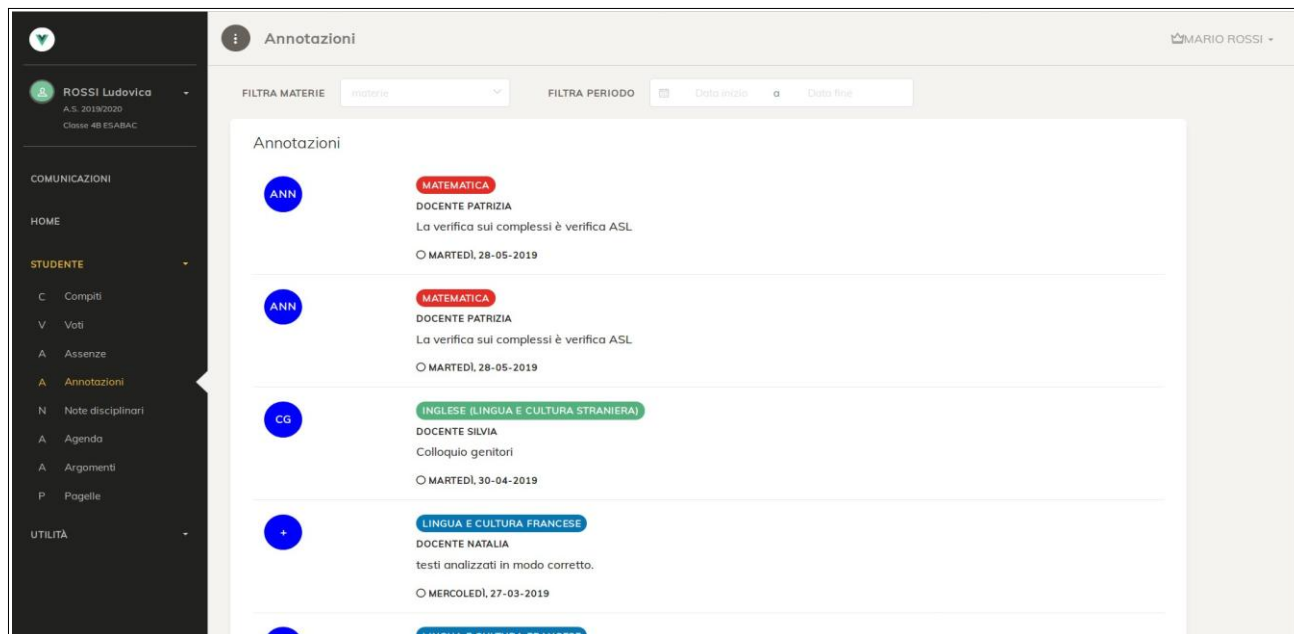 Annotazioni
MARIO ROSSI
ROSSI Ludovica
A.S. 2019/2020
Classe 4B ESABAC
COMUNICAZIONI
HOME
STUDENTE
C Compiti
V Voti
A Assenze
A Annotazioni
N Note disciplinari
A Agenda
A Argomenti
P Pagelle
UTILITÀ
FILTRA MATERIE materie FILTRA PERIODO Data inizio a Data fine
Annotazioni
ANN
MATEMATICA
DOCENTE PATRIZIA
La verifica sui complessi è verifica ASL
MARTEDÌ, 28-05-2019
ANN
MATEMATICA
DOCENTE PATRIZIA
La verifica sui complessi è verifica ASL
MARTEDÌ, 28-05-2019
CG
INGLESE (LINGUA E CULTURA STRANIERA)
DOCENTE SILVIA
Colloquio genitori
MARTEDÌ, 30-04-2019
+
LINGUA E CULTURA FRANCESE
DOCENTE NATALIA
testi analizzati in modo corretto.
MERCOLEDÌ, 27-03-2019
LINGUA E CULTURA FRANCESE